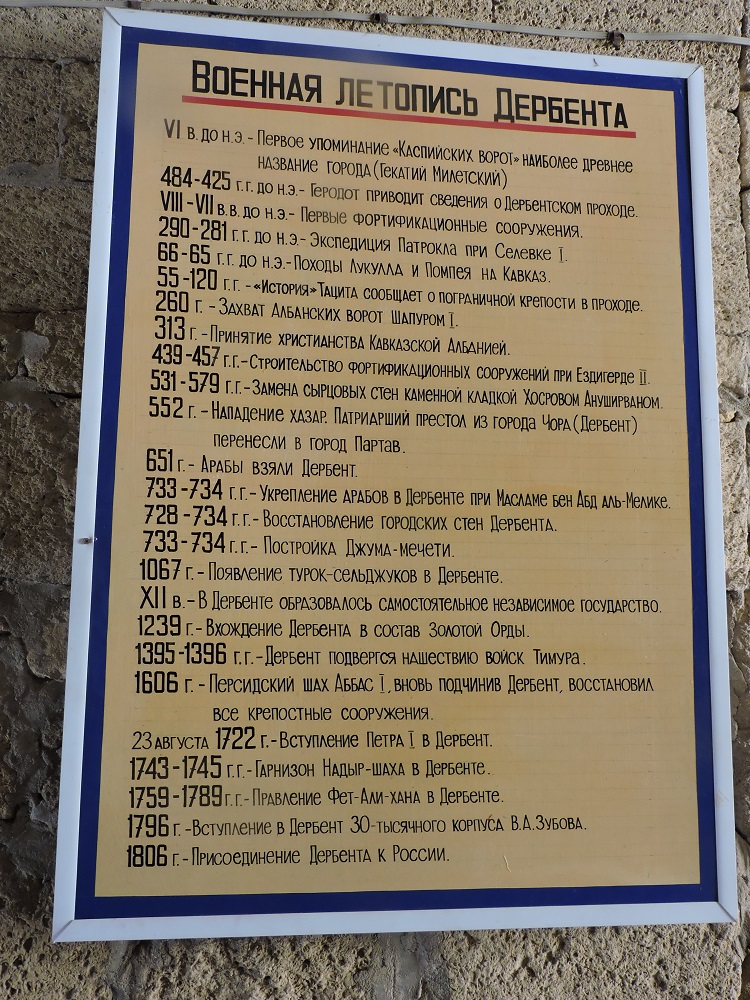 Военная летопись Дербента
VI в. до н.э. - Первое упоминание «Каспийских ворот» наиболее древнее
название города (Гекатий Милетский)
484-425 г.г. до н.э.- Геродот приводит сведения о Дербентском проходе.
VIII-VII в.в. до н.э.- Первые фортификационные сооружения.
290-281 г.г. до н.э.- Экспедиция Патрокла при Селевке I.
66-65 г.г. до н.э.- Походы Лукулла и Помпея на Кавказ.
55-120 г.г. - «История» Тацита сообщает о пограничной крепости в проходе.
260 г. - Захват Албанских ворот Шапуром I.
313 г. - Принятие христианства Кавказской Албанией.
439-457 г.г.- Строительство фортификационных сооружений при Ездигерде II.
531-579 г.г.- Замена сырцовых стен каменной кладкой Хосровом Ануширваном.
552 г. - Нападение хазар. Патриарший престол из города Чора (Дербент)
перенесли в город Партав.
651 г. - Арабы взяли Дербент.
733-734 г.г.- Укрепление арабов в Дербенте при Масламе бен Абд аль-Мелике.
728-734 г.г.- Восстановление городских стен Дербента.
733-734 г.г.- Постройка Джума-мечети.
1067 г. - Появление турок-сельджуков в Дербенте.
XII в. - В Дербенте образовалось самостоятельное независимое государство.
1239 г.- Вхождение Дербента в состав Золотой Орды.
1395-1396 г.г.- Дербент подвергся нашествию войск Тимура.
1606 г. - Персидский шах Аббас I, вновь подчинив Дербент, восстановил
все крепостные сооружения.
23 августа 1722 г.- Вступление Петра I в Дербент.
1743-1745 г.г.- Гарнизон Надыр-шаха в Дербенте.
1759-1789 г.г.- Правление Фет-Али-хана в Дербенте.
1796 г. - Вступление в Дербент 30-тысячного корпуса В.А.Зубова.
1806 г. - Присоединение Дербента к России.